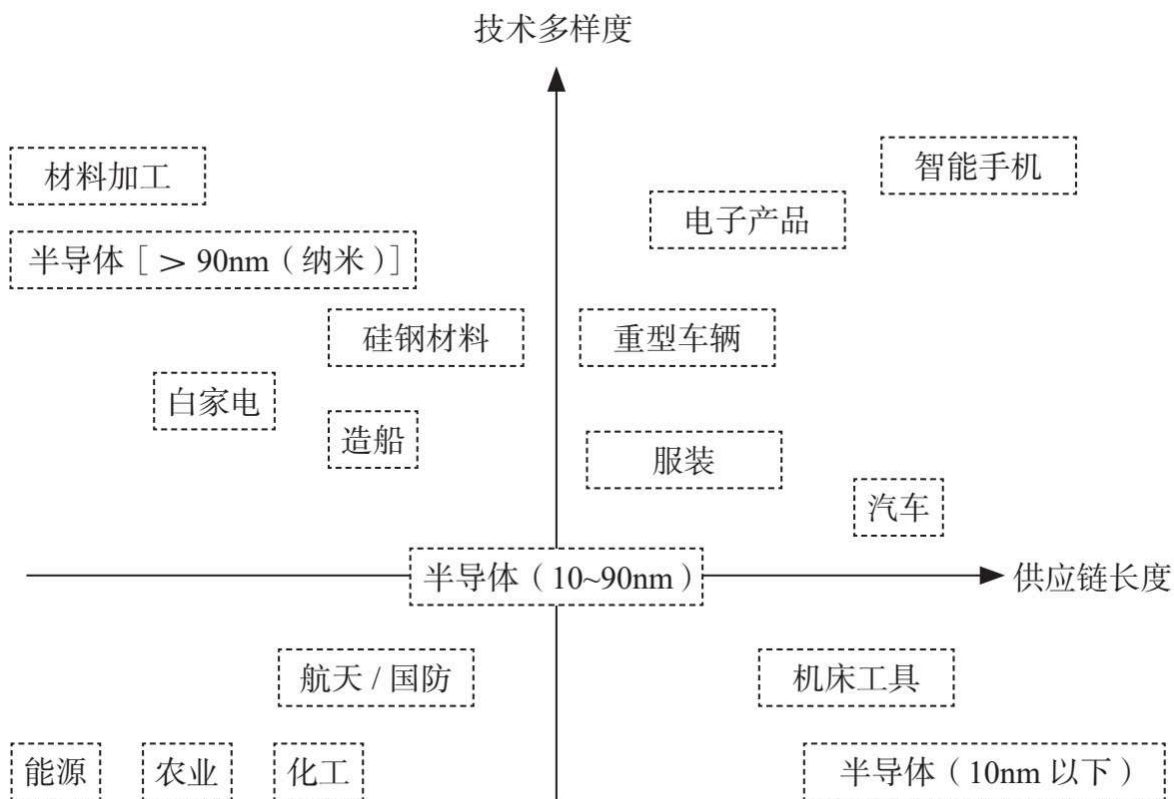 技术多样度
智能手机
材料加工
电子产品
半导体［＞90nm（纳米）］
硅钢材料
重型车辆
白家电
造船
服装
汽车
半导体（10~90nm）
供应链长度
航天/国防
机床工具
能源
农业
化工
半导体（10nm 以下）